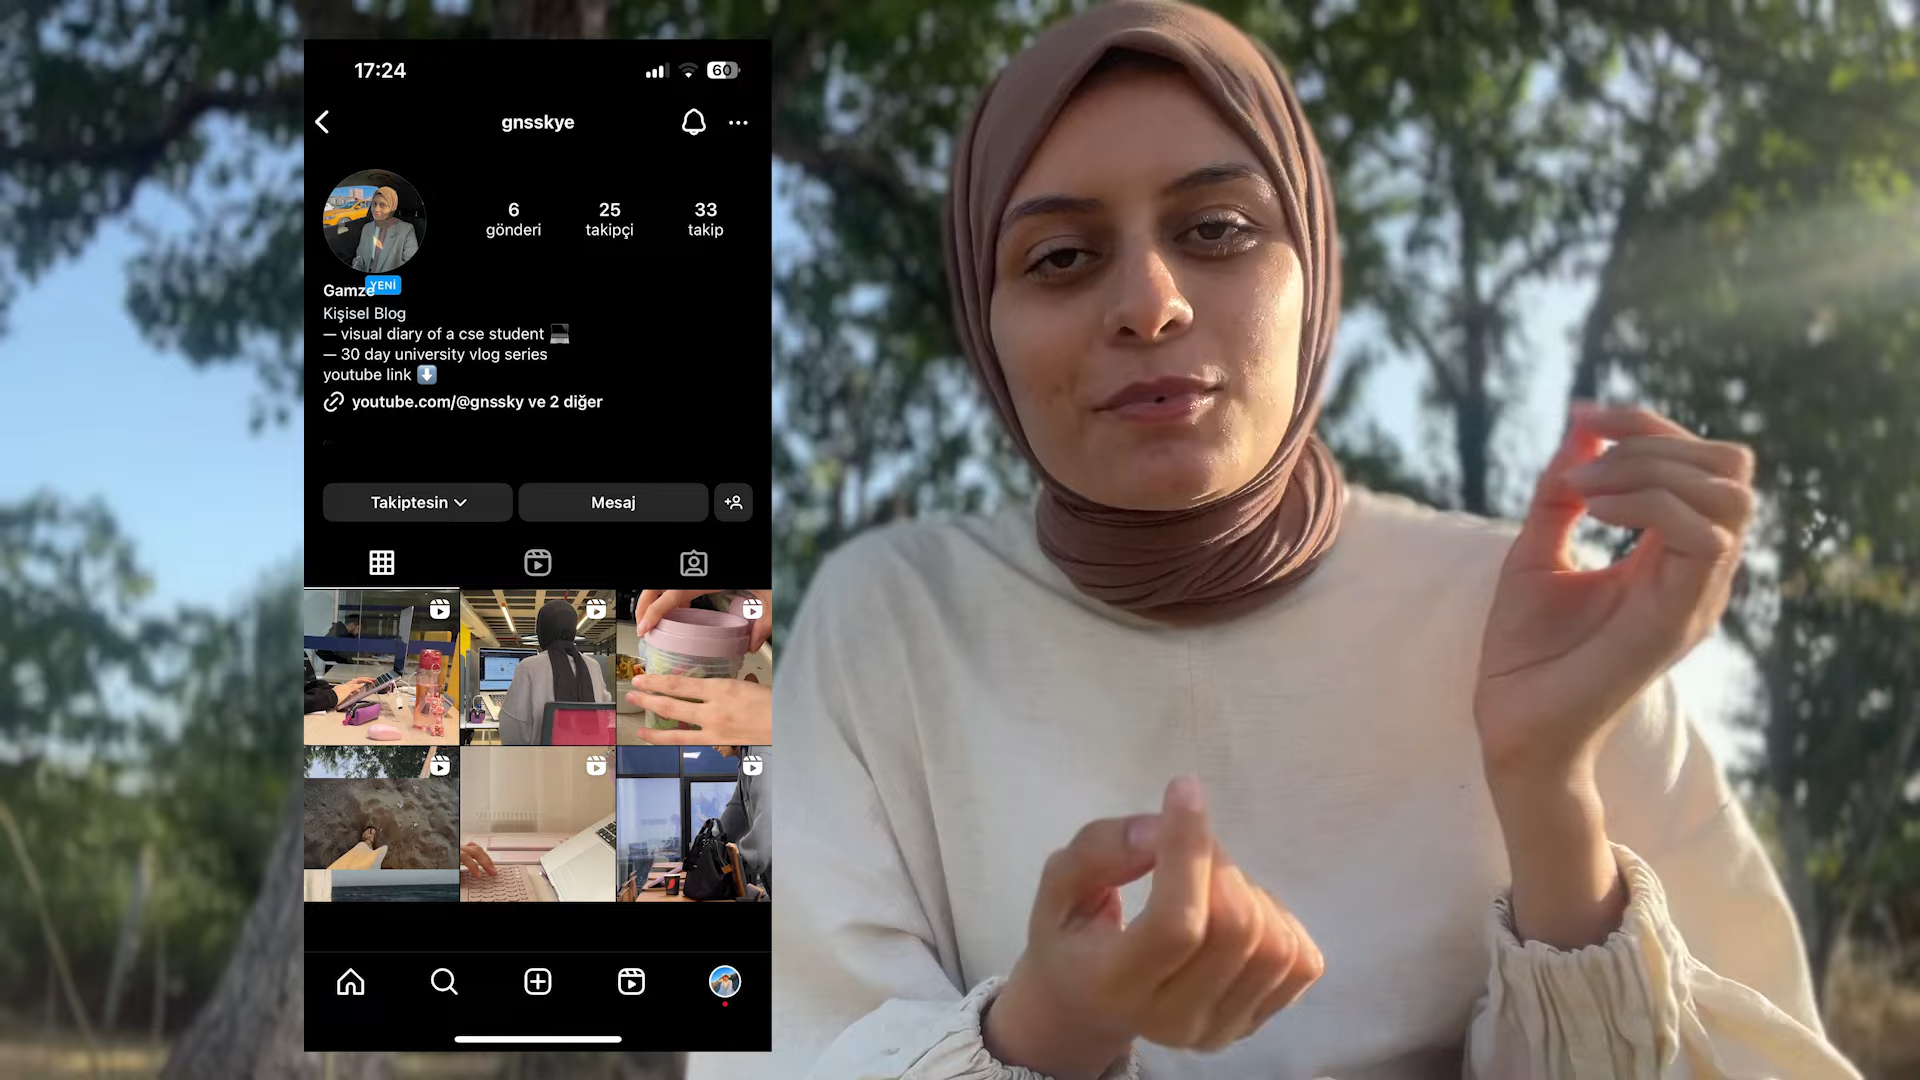 17:24
60
gnsskye
6 25 33
gönderi takipçi takip
YENİ
Gamze
Kişisel Blog
— visual diary of a cse student 💻
— 30 day university vlog series
youtube link ⬇️
youtube.com/@gnssky ve 2 diğer
Takiptesin Mesaj